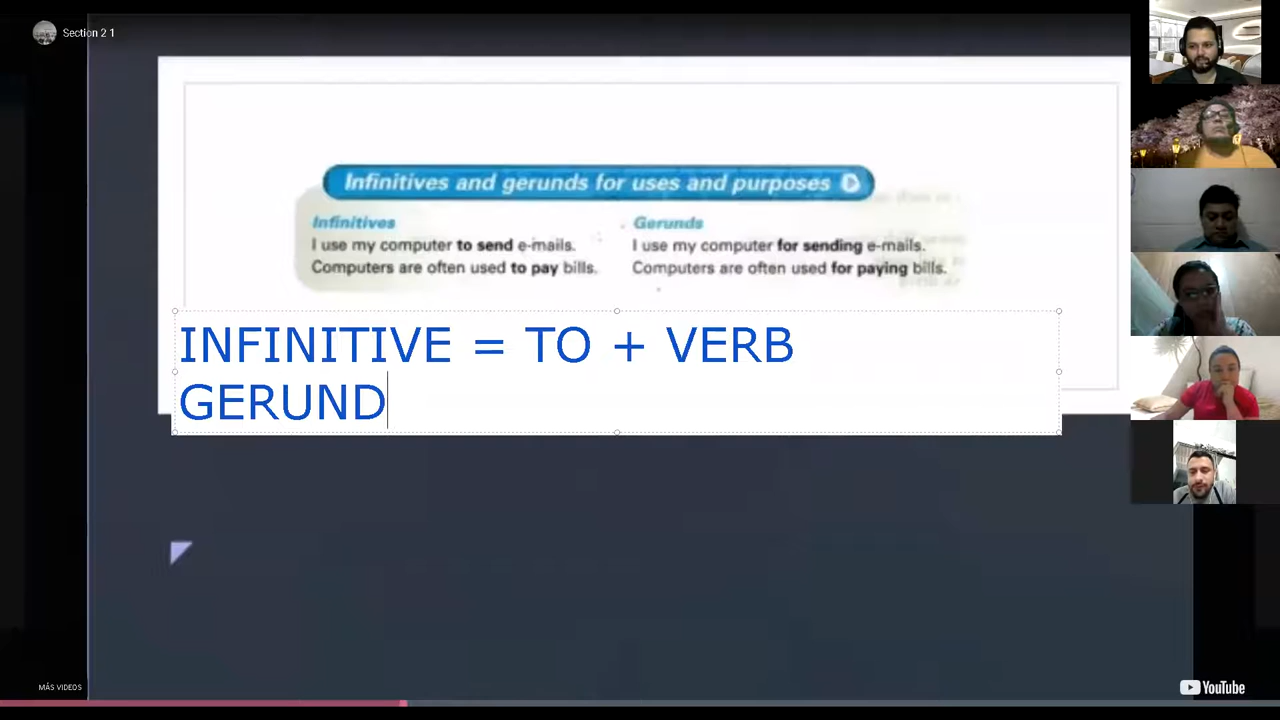 Section 2 1
Infinitives and gerunds for uses and purposes
Infinitives
I use my computer to send e-mails.
Computers are often used to pay bills.
Gerunds
I use my computer for sending e-mails.
Computers are often used for paying bills.
INFINITIVE = TO + VERB
GERUND
MÁS VIDEOS
YouTube